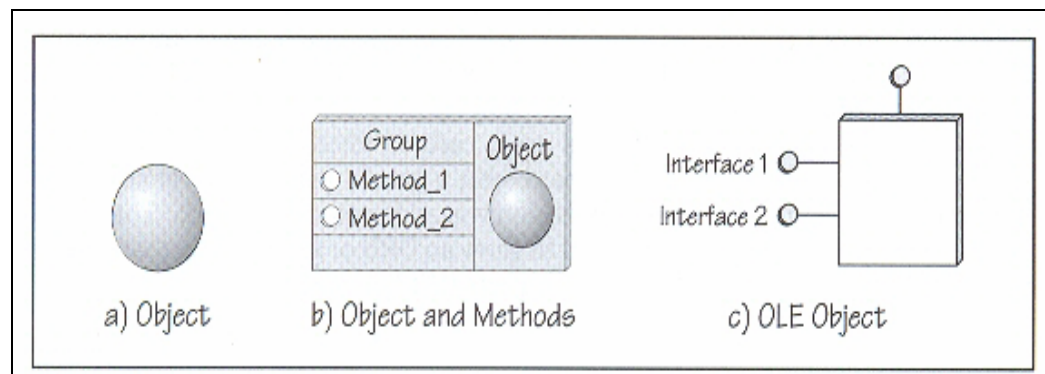 Group
Object
Method_1
Method_2
Interface 1
Interface 2
a) Object
b) Object and Methods
c) OLE Object